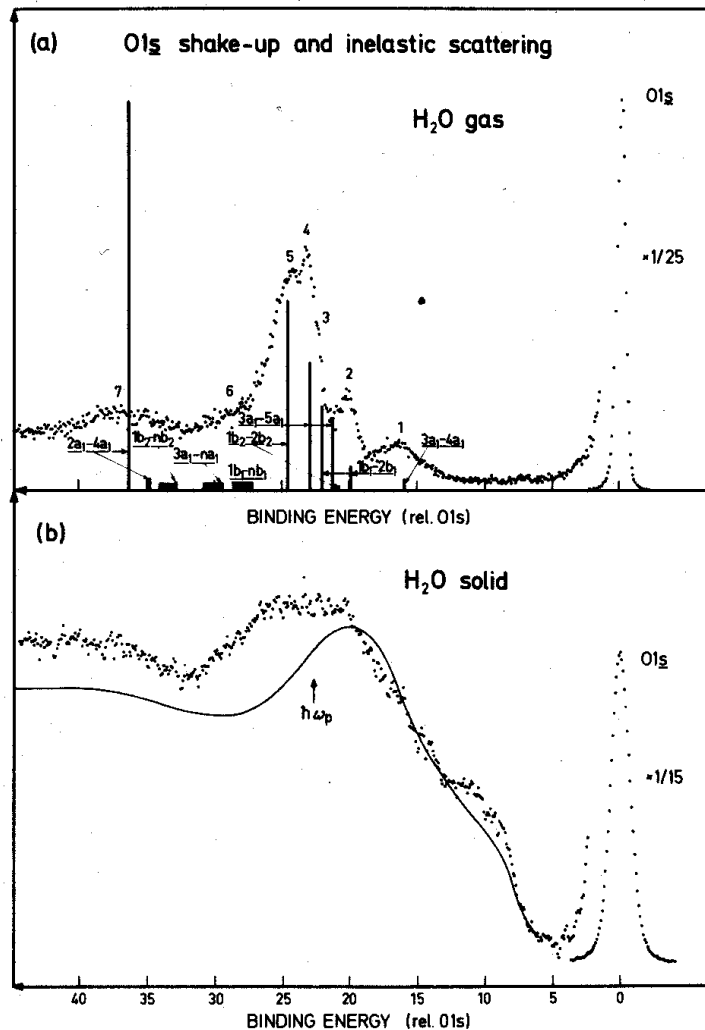 (a) O1s shake-up and inelastic scattering
H₂O gas
O1s
×1/25
4
5
3
2
7
6
1
3a₁-5a₁
2a₁-4a₁
1b₂-nb₂
1b₂-2b₂
3a₁-4a₁
3a₁-na₁
1b₁-nb₁
1b₁-2b₁
BINDING ENERGY (rel. O1s)
(b)
H₂O solid
O1s
ħωₚ
×1/15
40 35 30 25 20 15 10 5 0
BINDING ENERGY (rel. O1s)